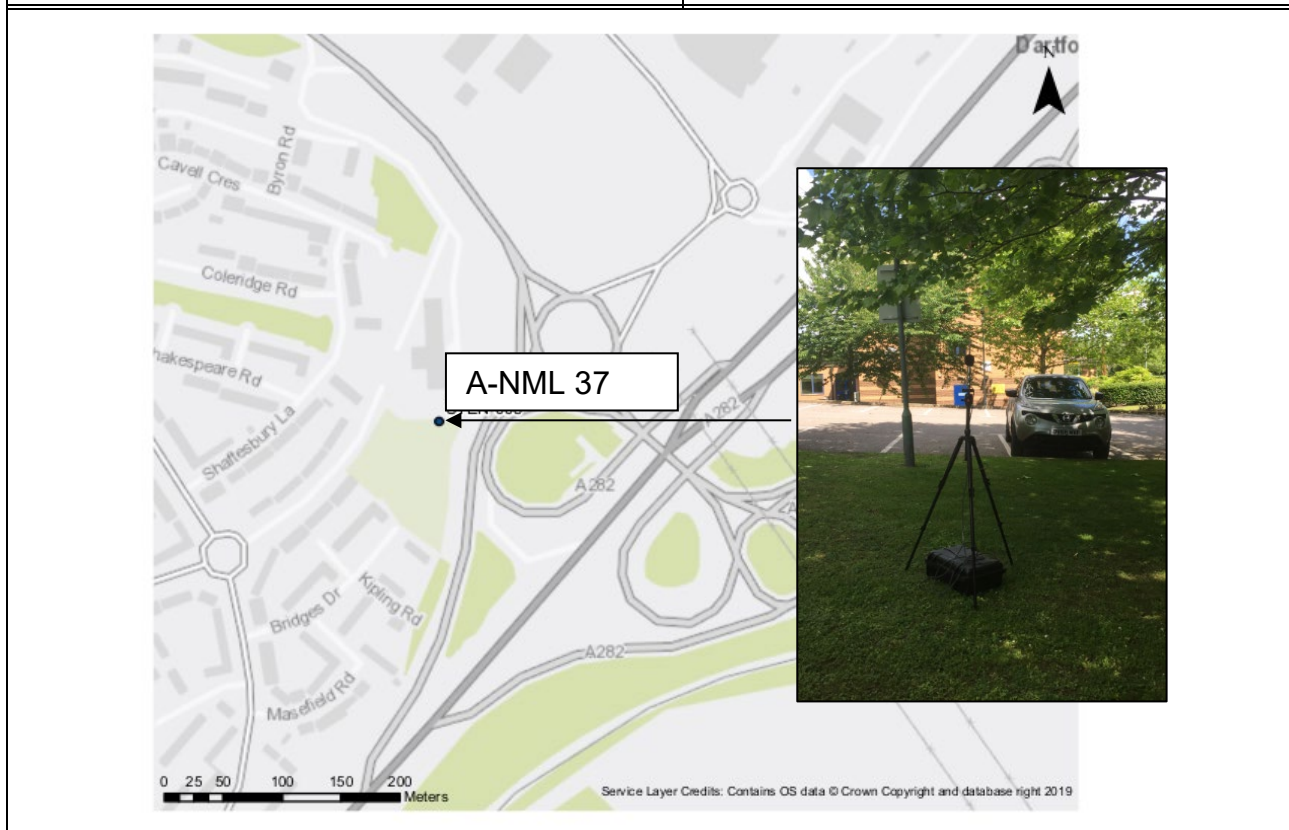 Dartfo
N
Byron Rd
Cavell Cres
Coleridge Rd
hakespeare Rd
A-NML 37
A282
Shaftesbury La
A282
Kipling Rd
Bridges Dr
A282
Masefield Rd
0 25 50 100 150 200
Meters
Service Layer Credits: Contains OS data © Crown Copyright and database right 2019